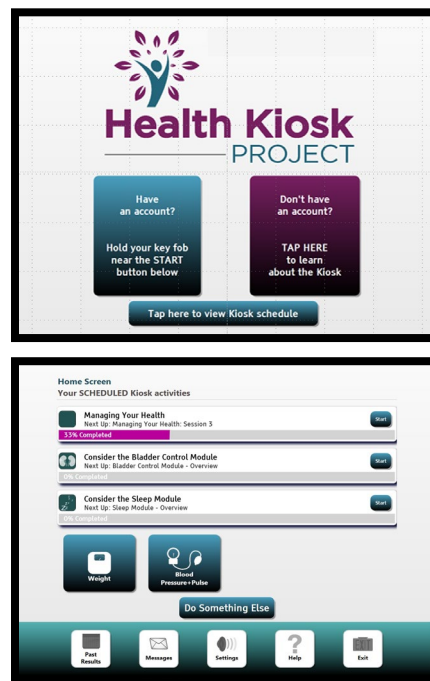 Health Kiosk
PROJECT
Have
an account?
Hold your key fob
near the START
button below
Don't have
an account?
TAP HERE
to learn
about the Kiosk
Tap here to view Kiosk schedule
Home Screen
Your SCHEDULED Kiosk activities
Managing Your Health
Next Up: Managing Your Health: Session 3
Start
33% Completed
Consider the Bladder Control Module
Next Up: Bladder Control Module - Overview
Start
0% Completed
Consider the Sleep Module
Next Up: Sleep Module - Overview
Start
0% Completed
Weight
Blood
Pressure+Pulse
Do Something Else
Past
Results
Messages
Settings
Help
Exit